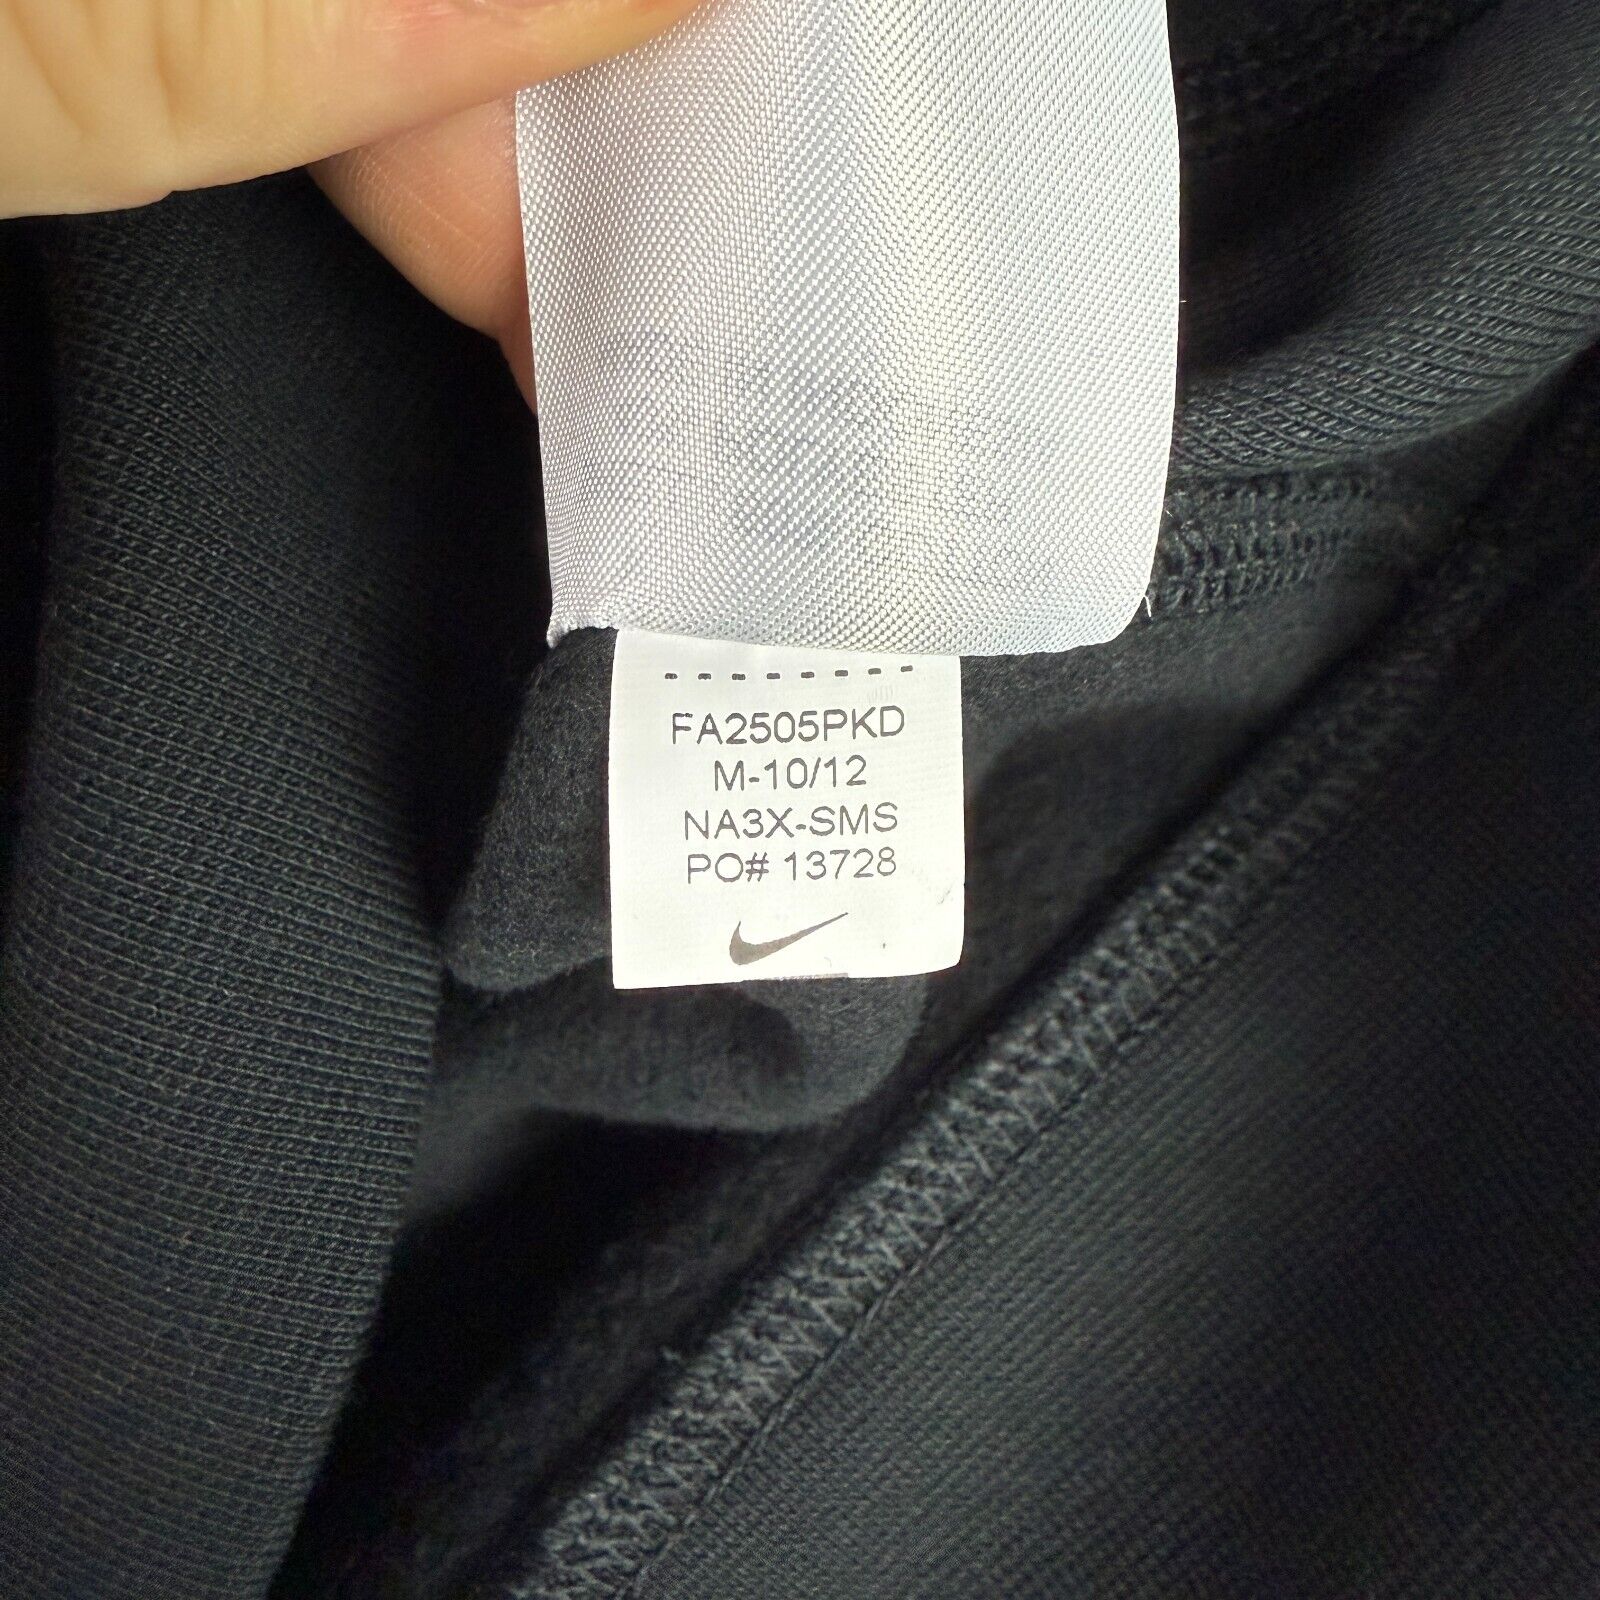 FA2505PKD
M-10/12
NA3X-SMS
PO# 13728